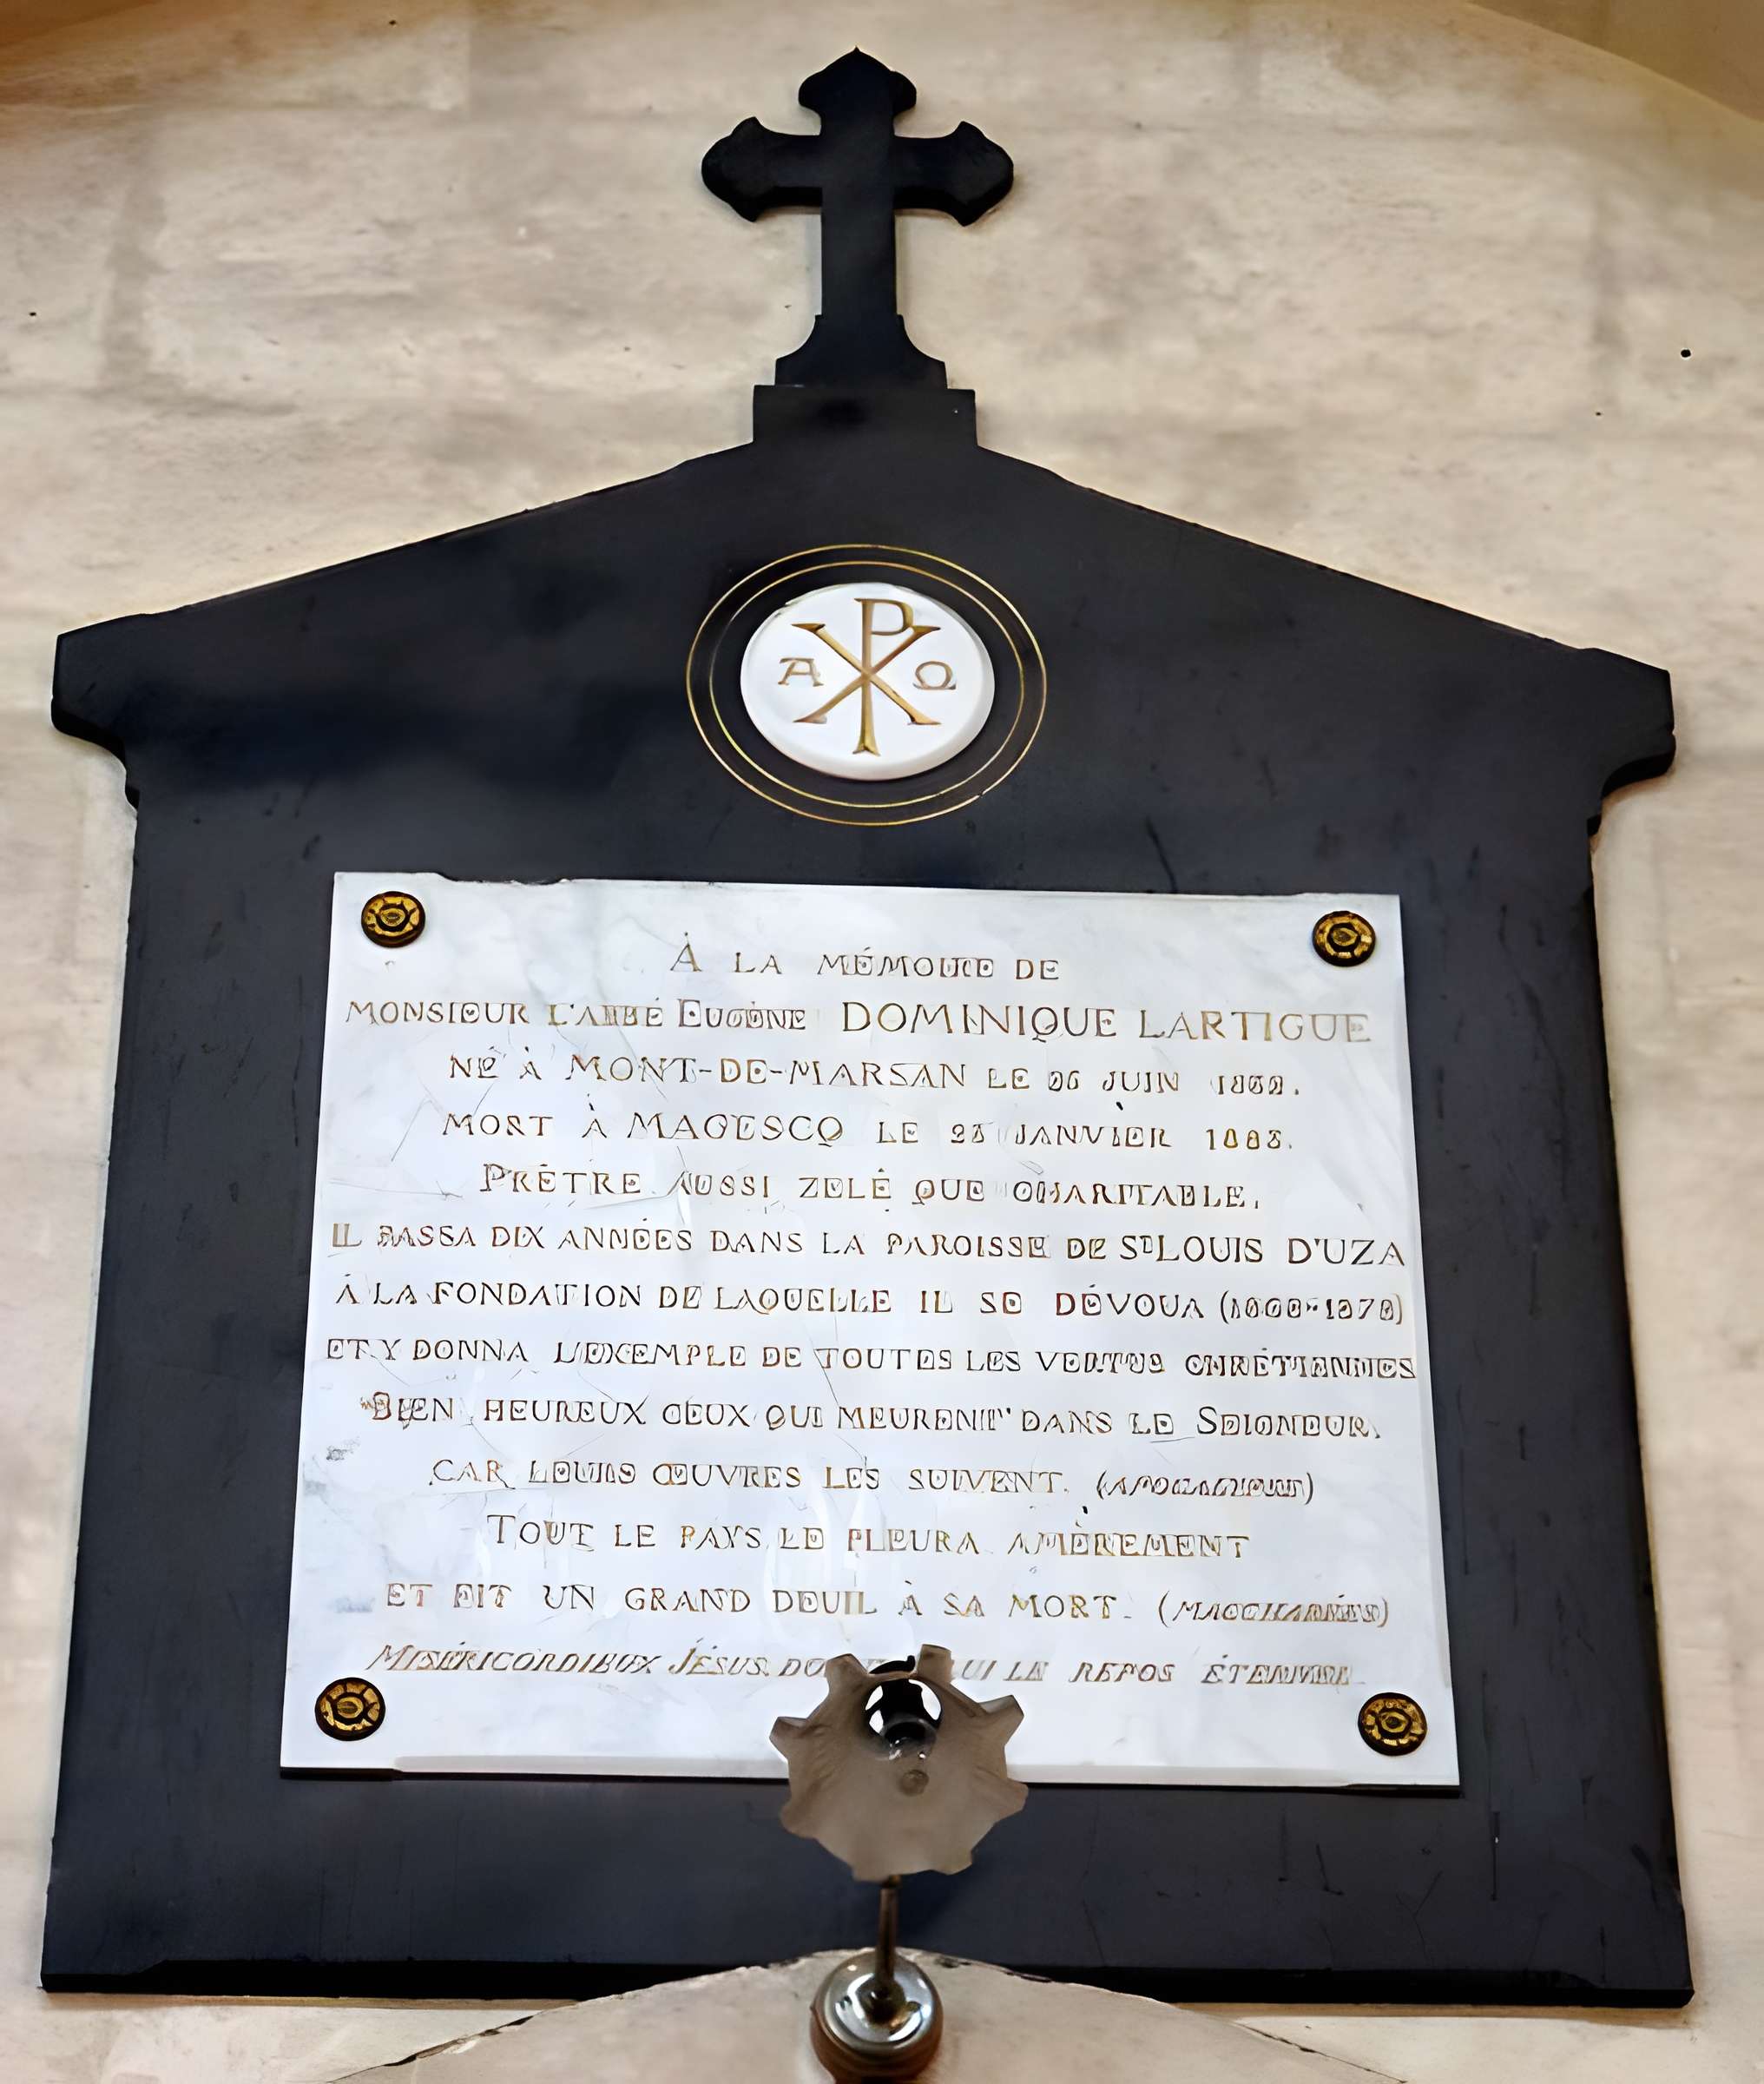 Α Ρ Ω
À LA MÉMOIRE DE
MONSIEUR L'ABBÉ EUGÈNE DOMINIQUE LARTIGUE
NÉ À MONT-DE-MARSAN LE JUIN
MORT À MAGESCQ LE JANVIER
PRÊTRE AUSSI ZÉLÉ QUE CHARITABLE,
IL PASSA DIX ANNÉES DANS LA PAROISSE DE ST LOUIS D'UZA
À LA FONDATION DE LAQUELLE IL SE DÉVOUA
ET Y DONNA L'EXEMPLE DE TOUTES LES VERTUS CHRÉTIENNES
BIEN HEUREUX CEUX QUI MEURENT DANS LE SEIGNEUR,
CAR LEURS ŒUVRES LES SUIVENT. (APOCALYPSE)
TOUT LE PAYS LE PLEURA AMÈREMENT
ET FIT UN GRAND DEUIL À SA MORT. (MACCHABÉES)
MISÉRICORDIEUX JÉSUS LUI LE REPOS ÉTERNEL